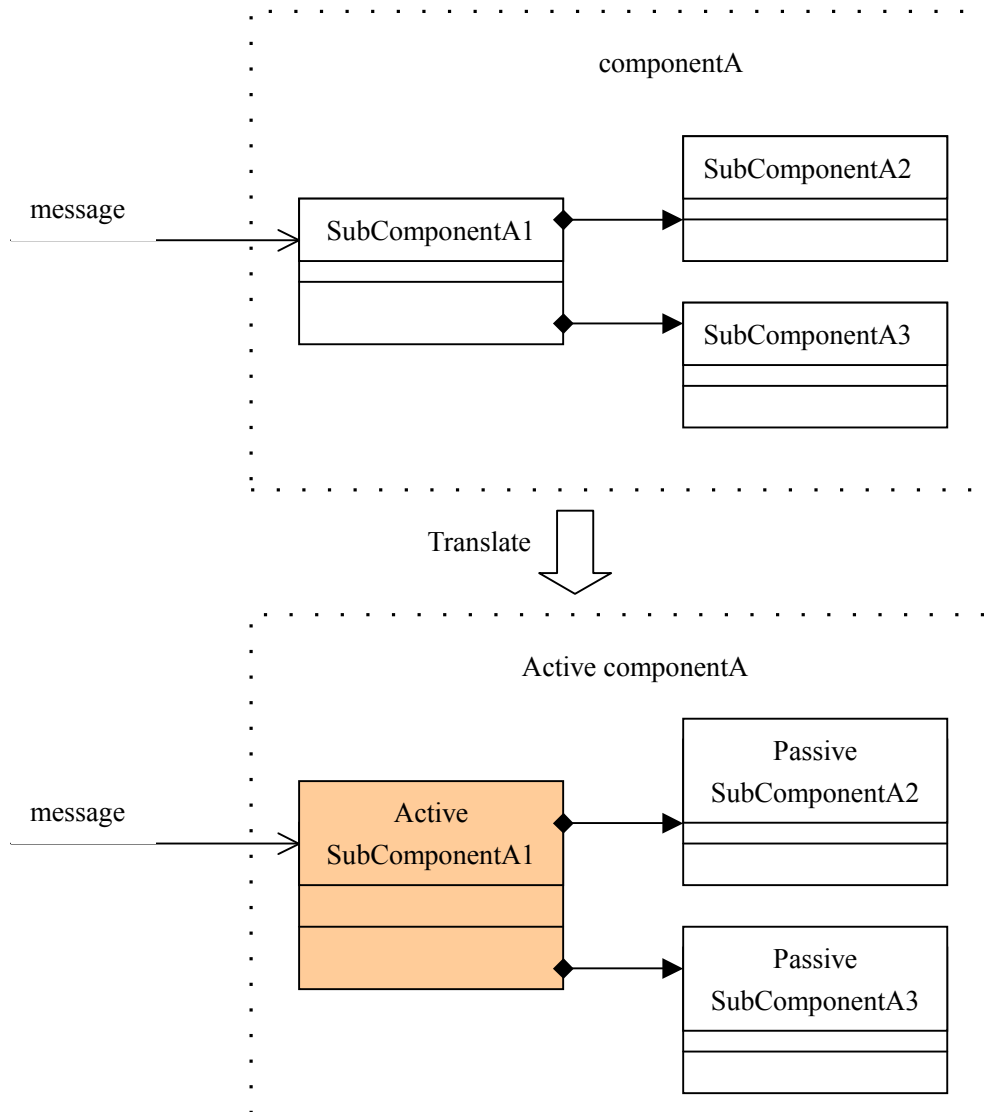 componentA
SubComponentA2
message
SubComponentA1
SubComponentA3
Translate
Active componentA
Passive
SubComponentA2
message
Active
SubComponentA1
Passive
SubComponentA3